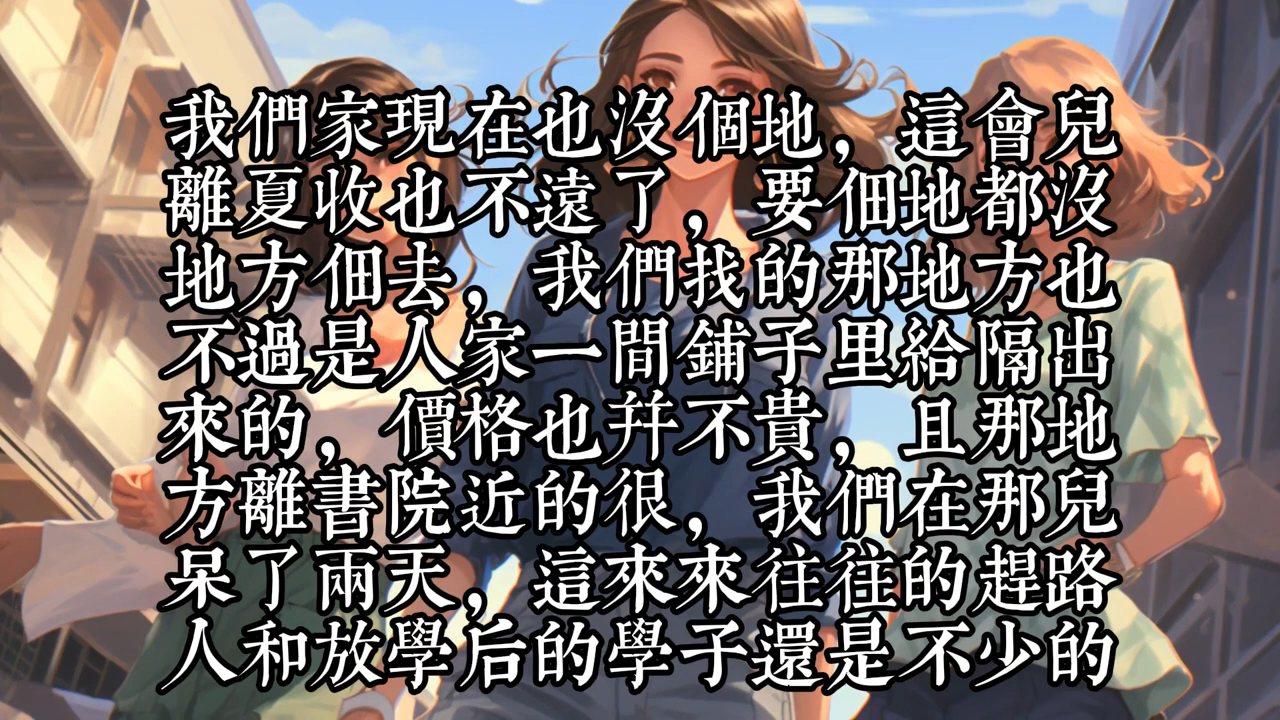 我們家現在也沒個地，這會兒
離夏收也不遠了，要佃地都沒
地方佃去，我們找的那地方也
不過是人家一間鋪子里給隔出
來的，價格也并不貴，且那地
方離書院近的很，我們在那兒
呆了兩天，這來來往往的趕路
人和放學后的學子還是不少的